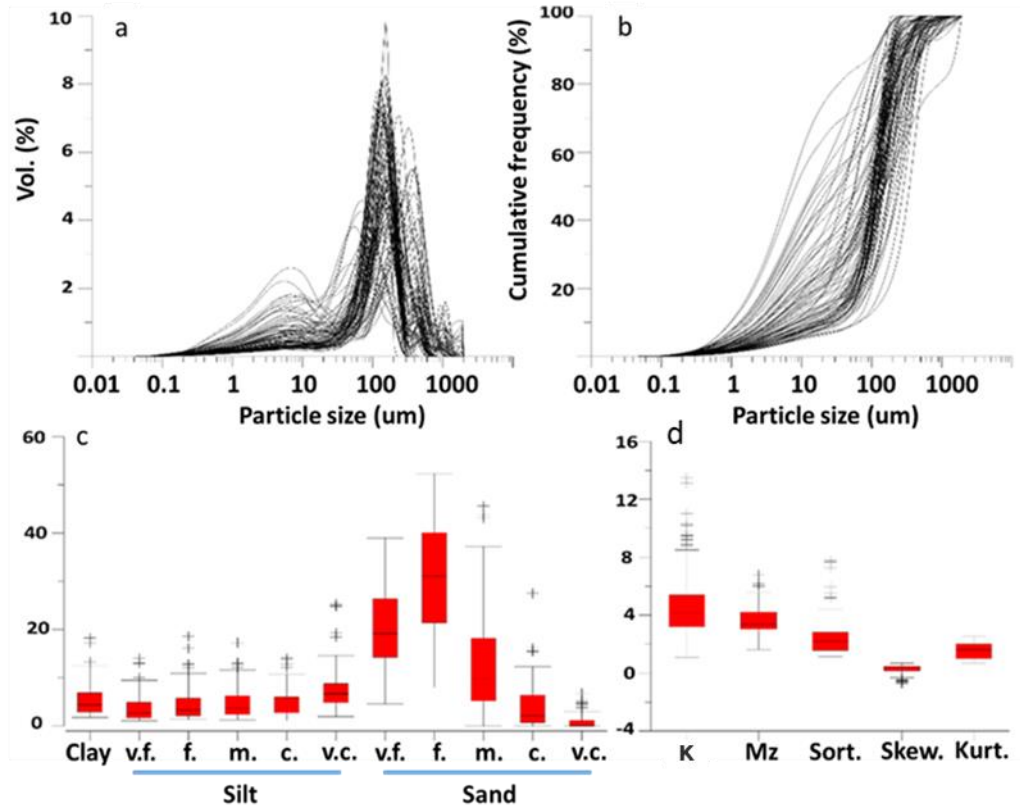 a
Vol. (%)
10
8
6
4
2
0.01 0.1 1 10 100 1000
Particle size (um)
b
Cumulative frequency (%)
100
80
60
40
20
0.01 0.1 1 10 100 1000
Particle size (um)
c
60
40
20
0
Clay v.f. f. m. c. v.c. v.f. f. m. c. v.c.
Silt Sand
d
16
12
8
4
0
-4
K Mz Sort. Skew. Kurt.